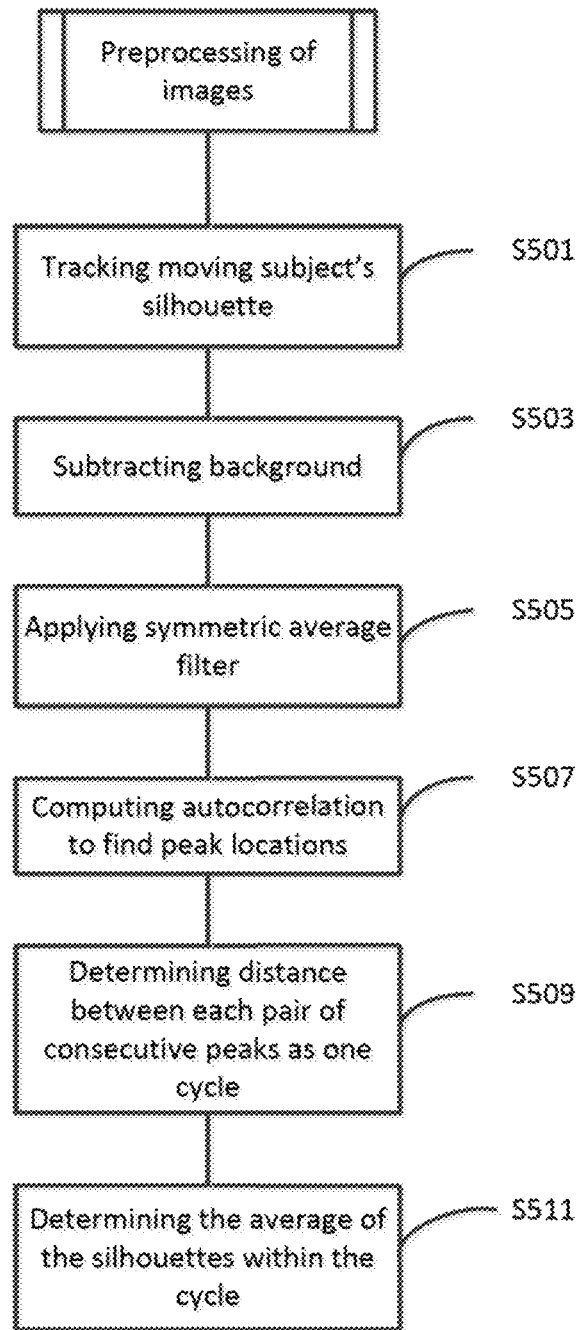 Preprocessing of
images
Tracking moving subject's
silhouette
S501
Subtracting background
S503
Applying symmetric average
filter
S505
Computing autocorrelation
to find peak locations
S507
Determining distance
between each pair of
consecutive peaks as one
cycle
S509
Determining the average of
the silhouettes within the
cycle
S511